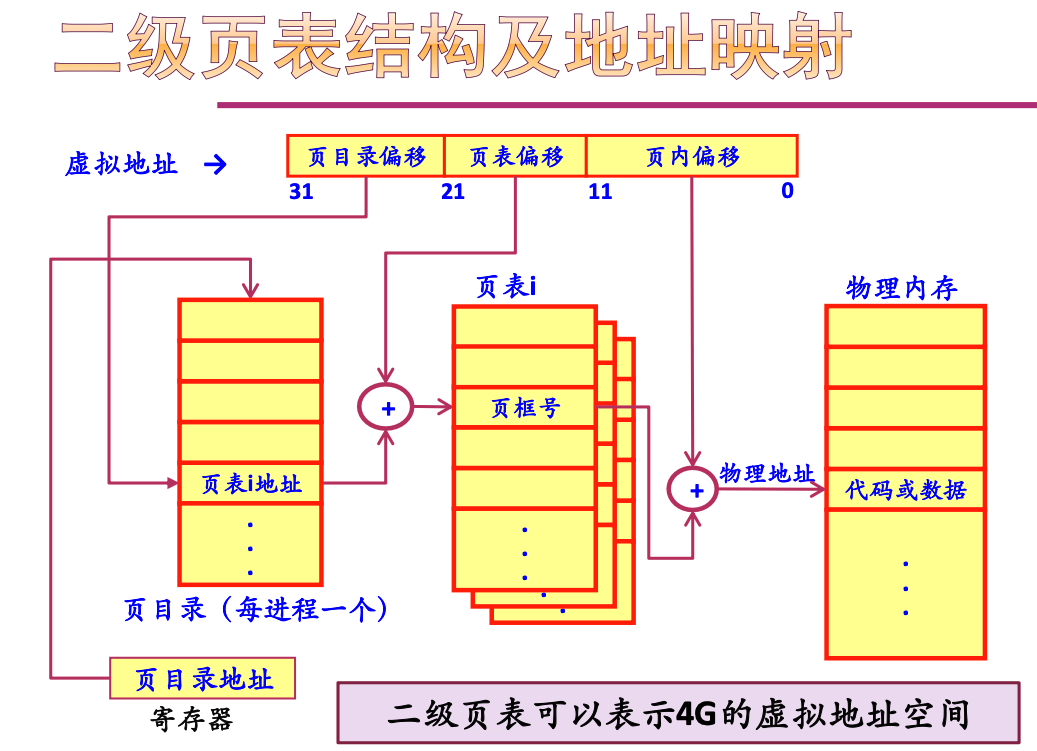 二级页表结构及地址映射
虚拟地址 →
页目录偏移 页表偏移 页内偏移
31 21 11 0
页表i
物理内存
+
页框号
页表i地址
+
物理地址
代码或数据
页目录（每进程一个）
页目录地址
寄存器
二级页表可以表示4G的虚拟地址空间